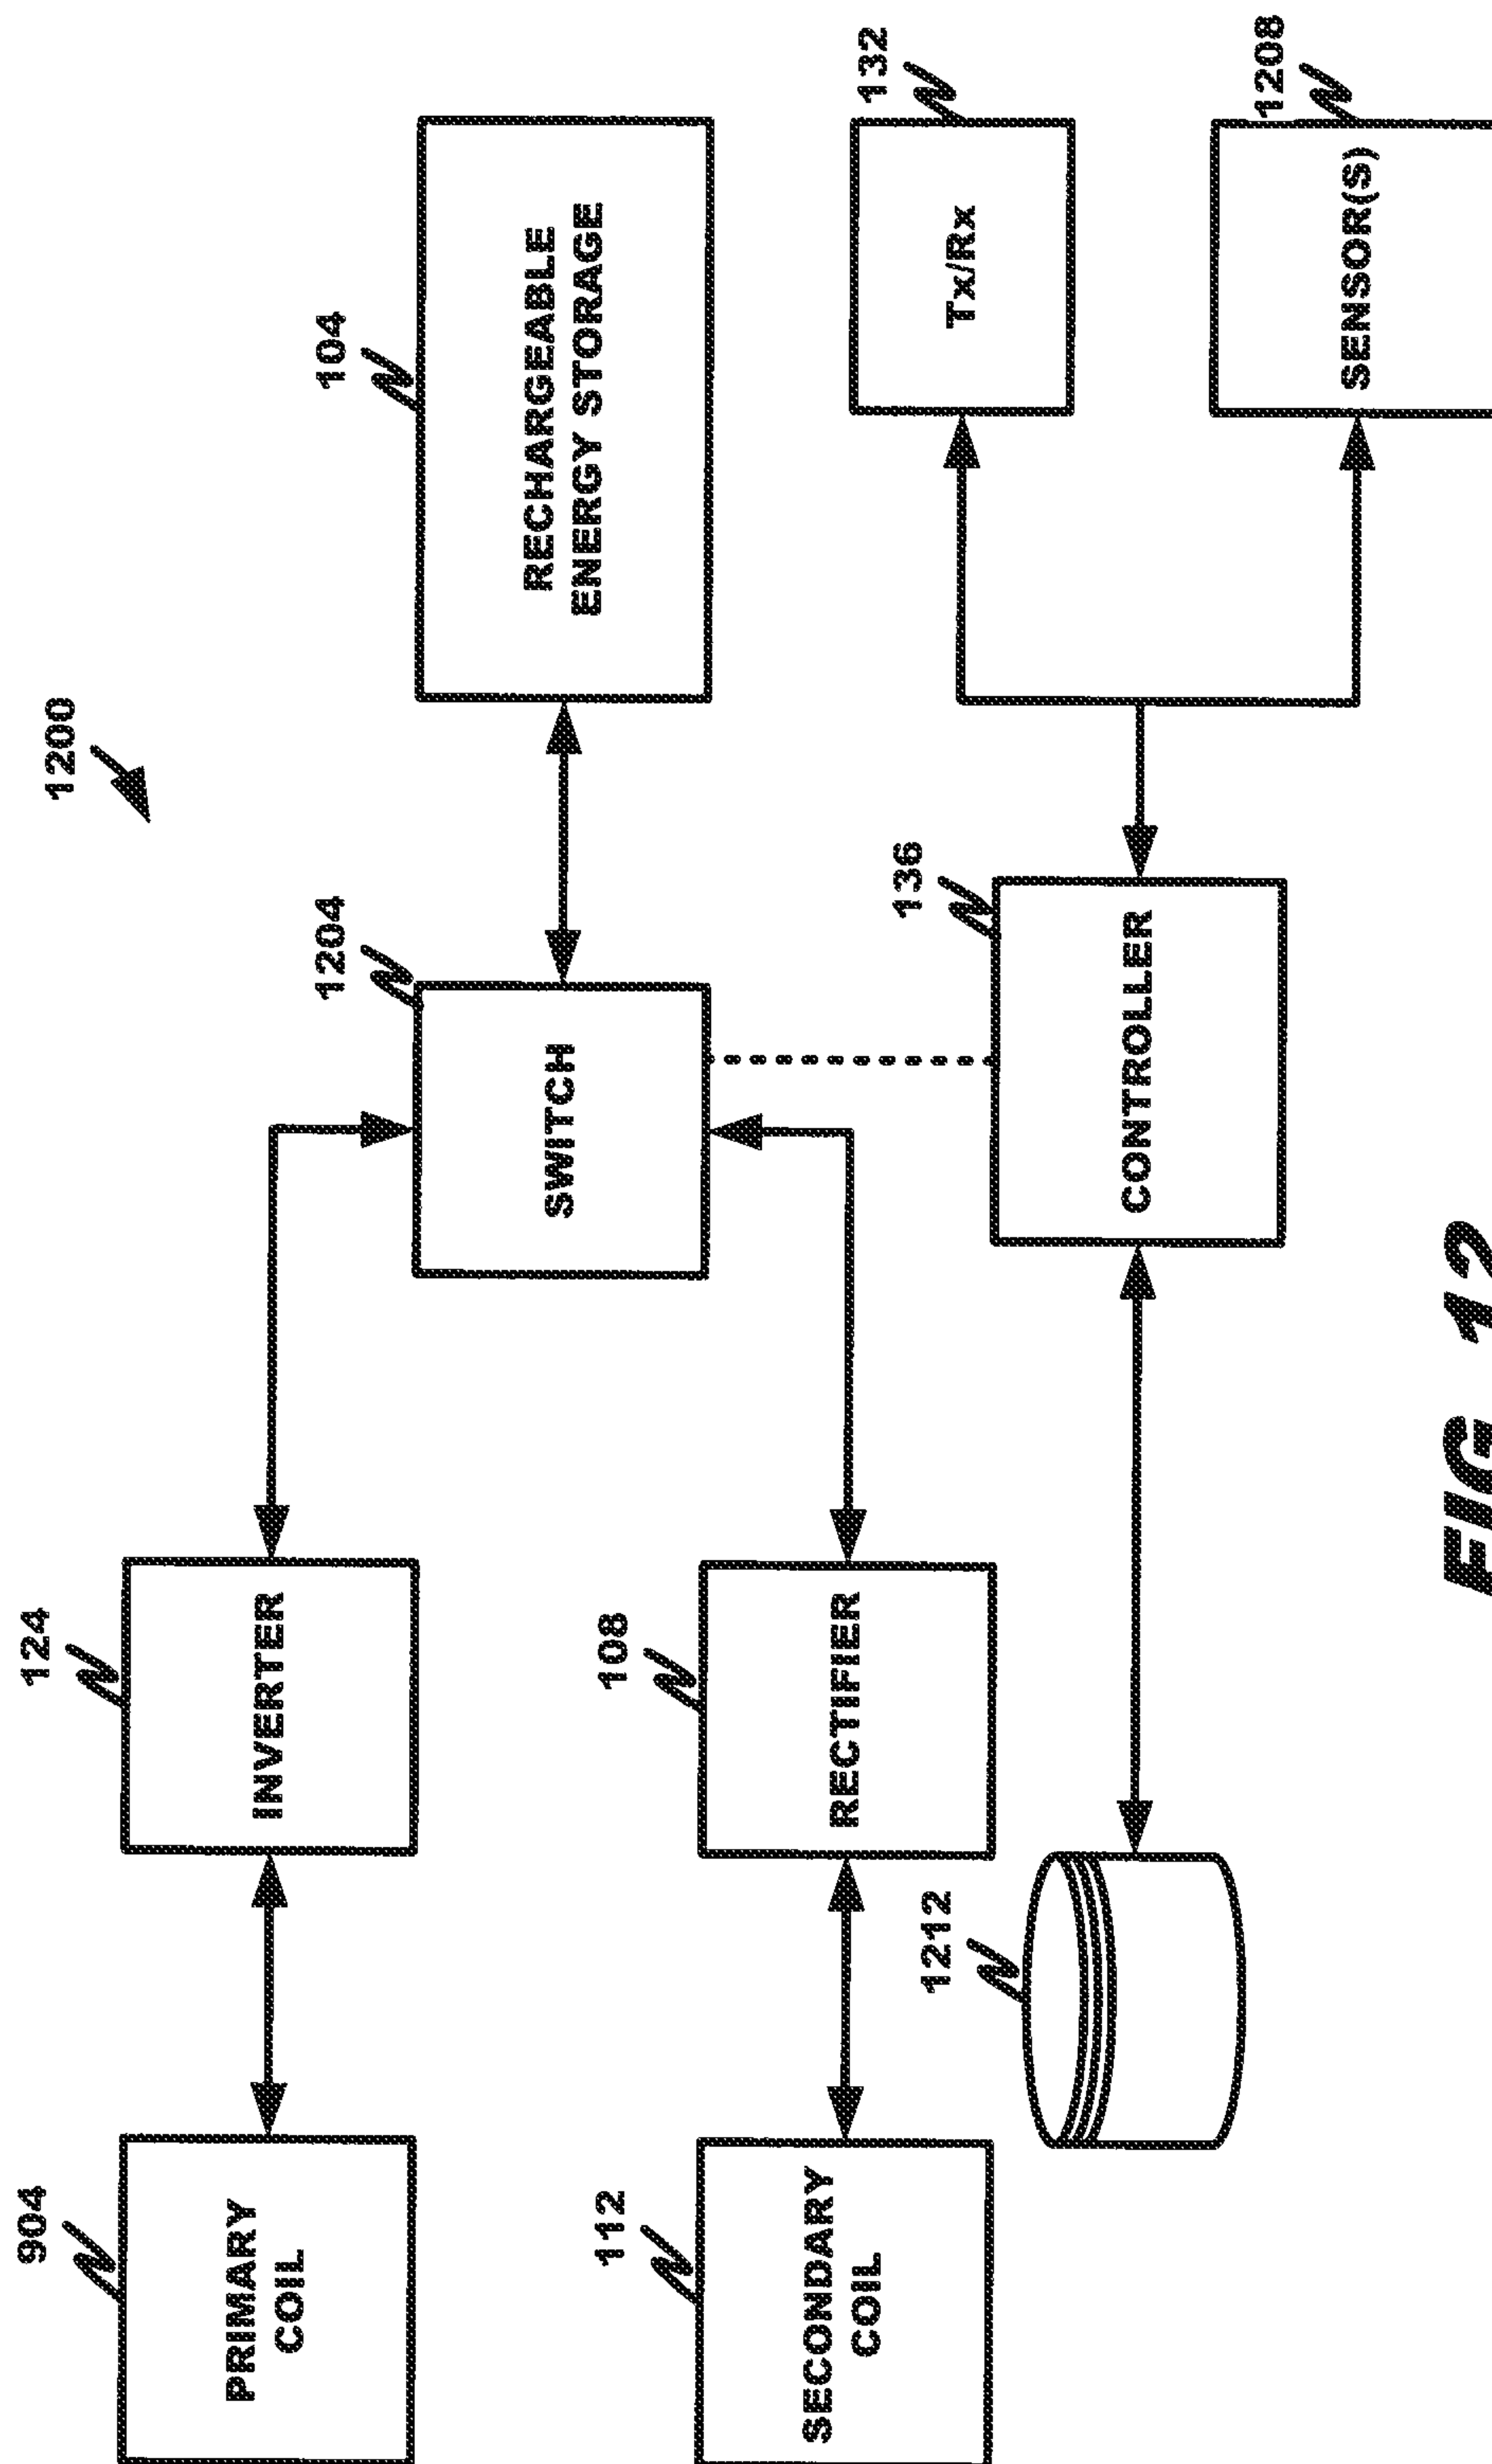 904
124
1200
PRIMARY
COIL
INVERTER
1204
104
SWITCH
RECHARGEABLE
ENERGY STORAGE
112
108
SECONDARY
COIL
RECTIFIER
132
136
1212
Tx/Rx
CONTROLLER
1208
SENSOR(S)
FIG 12